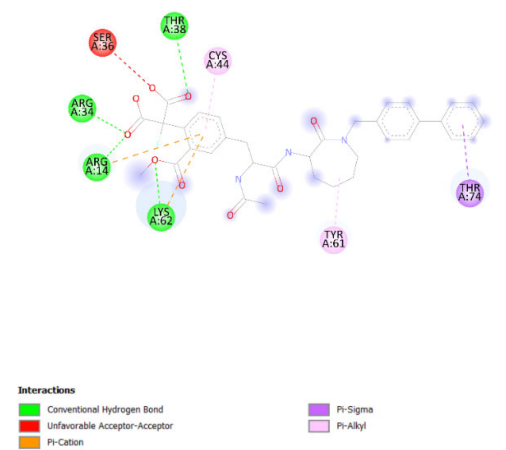 THR
A:38
SER
A:36
CYS
A:44
ARG
A:34
ARG
A:14
LYS
A:62
THR
A:74
TYR
A:61
O
O
O
O
O
O
O
N
N
N
O
O
Interactions
Conventional Hydrogen Bond
Unfavorable Acceptor-Acceptor
Pi-Cation
Pi-Sigma
Pi-Alkyl